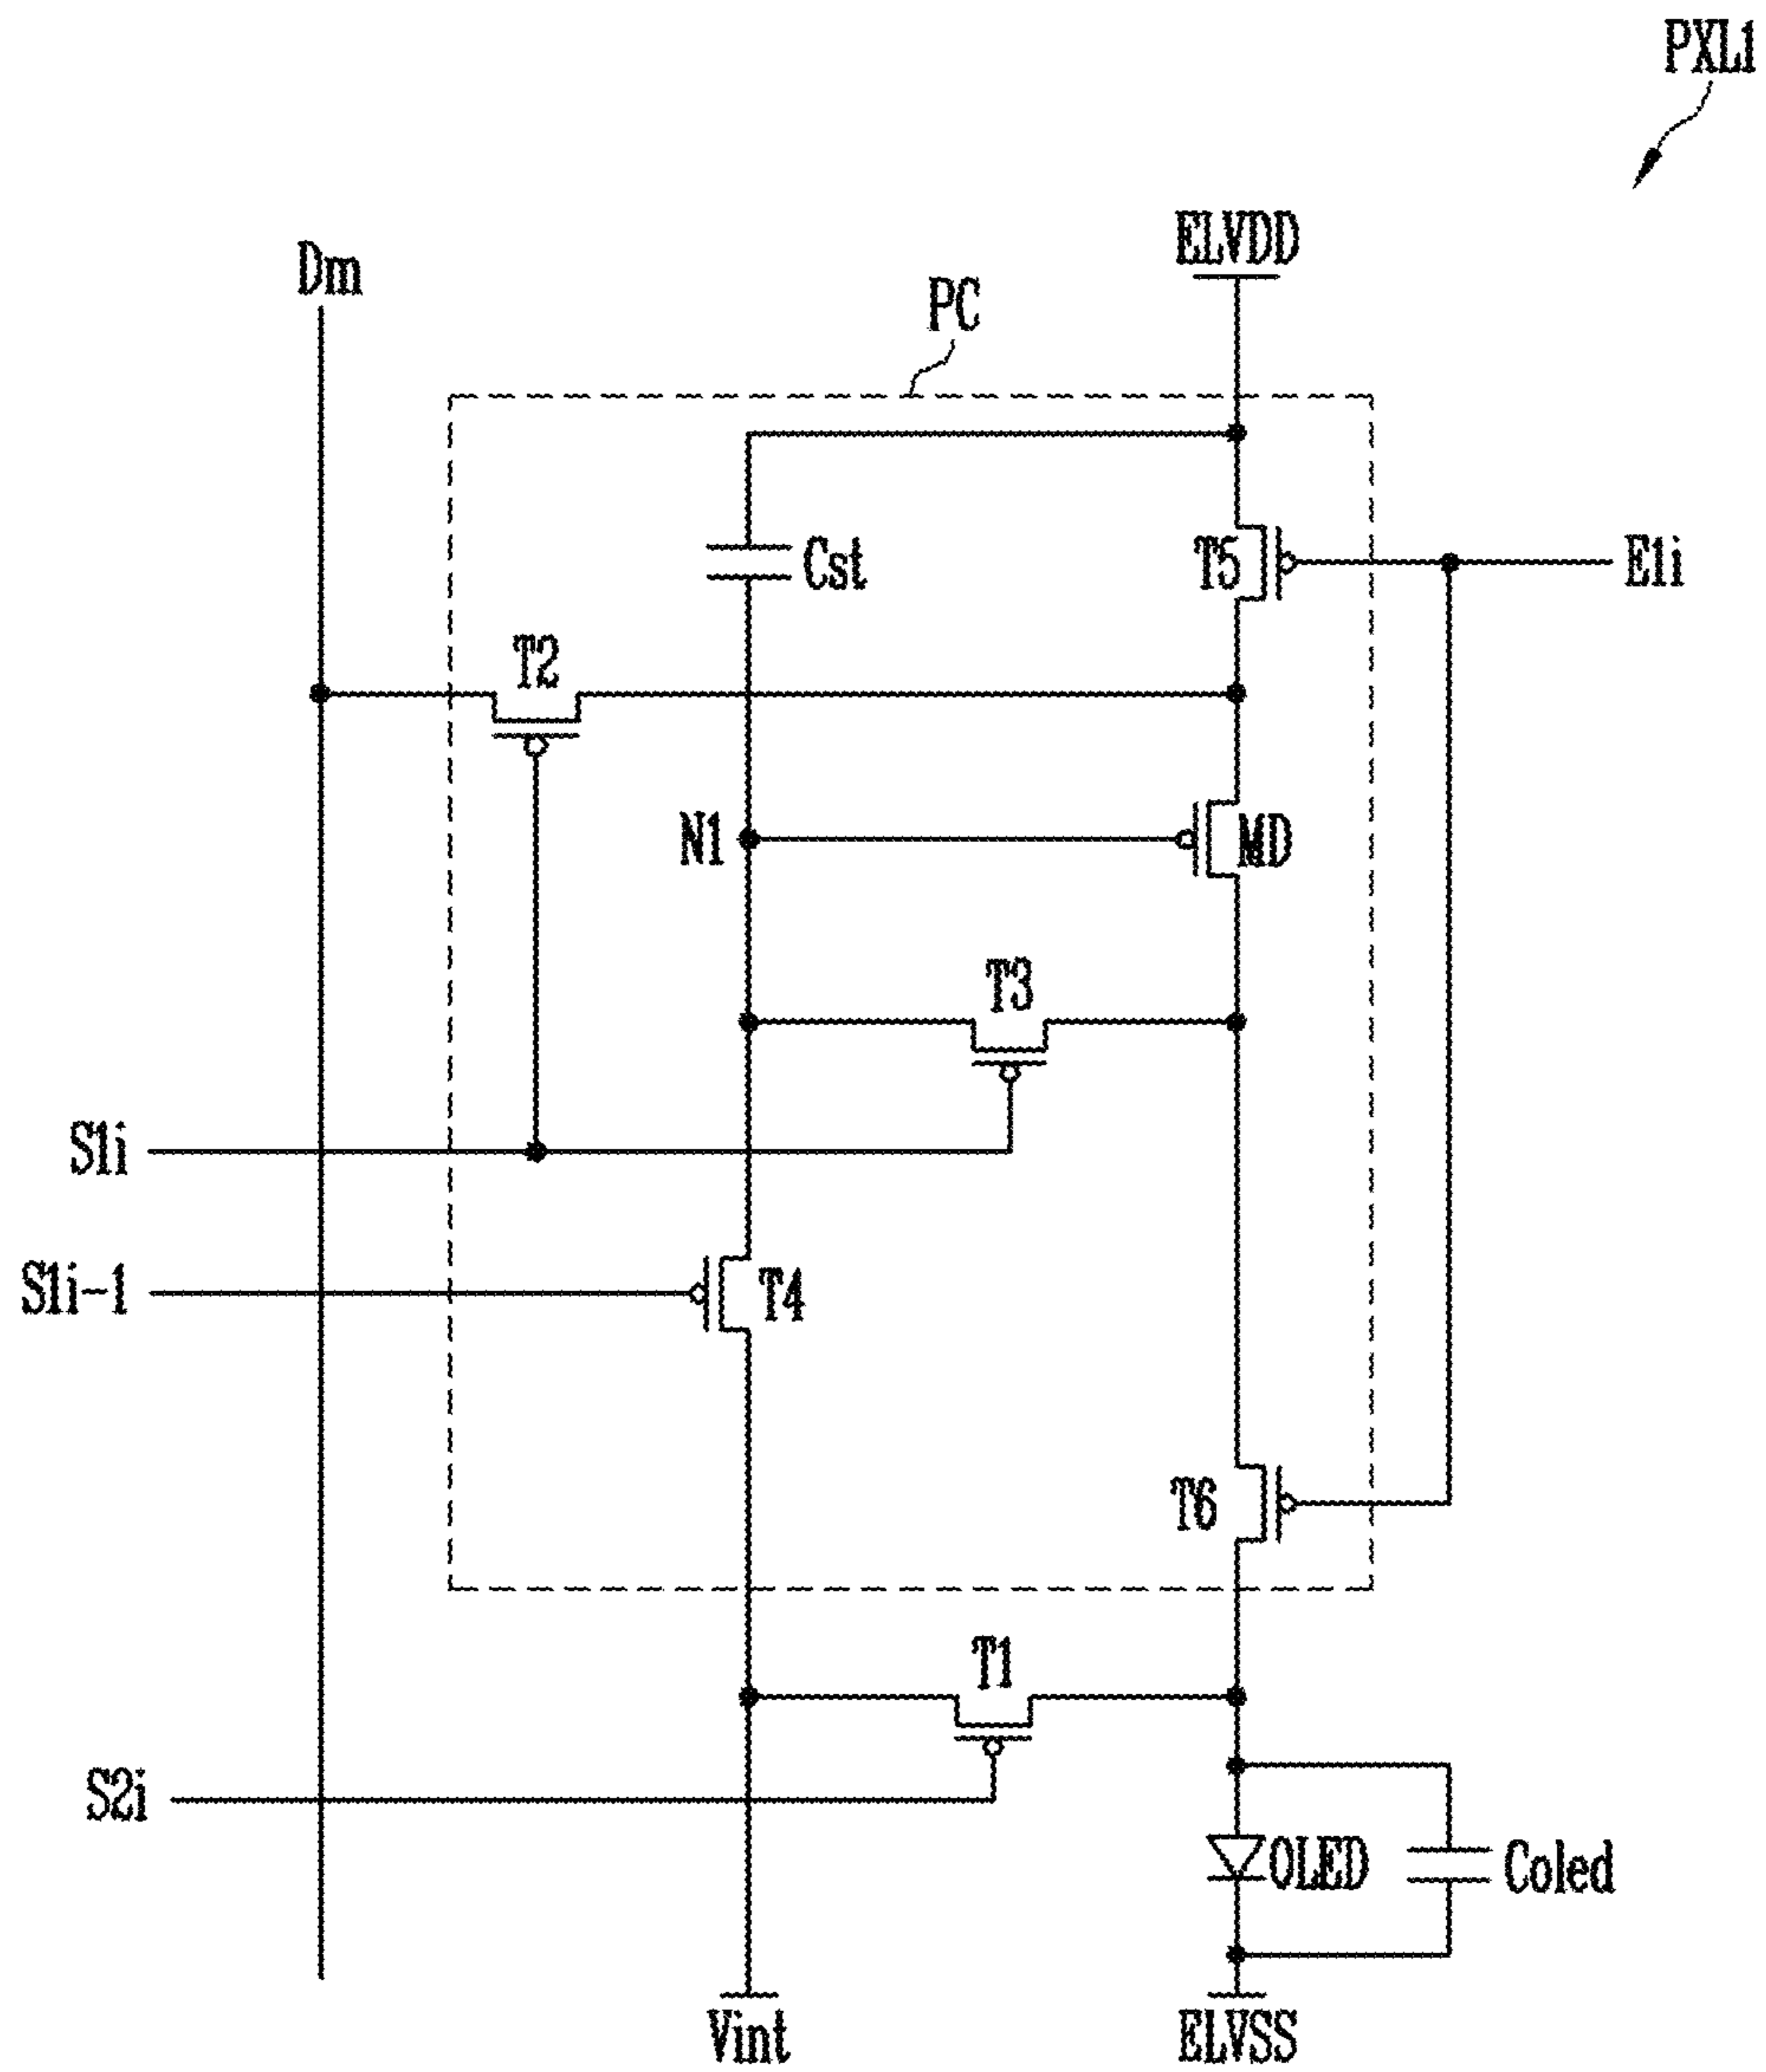 PXL1
ELVDD
Dm
PC
Cst
T5
E1i
T2
N1
MD
T3
S1i
S1i-1
T4
T6
T1
S2i
OLED
Coled
Vint
ELVSS